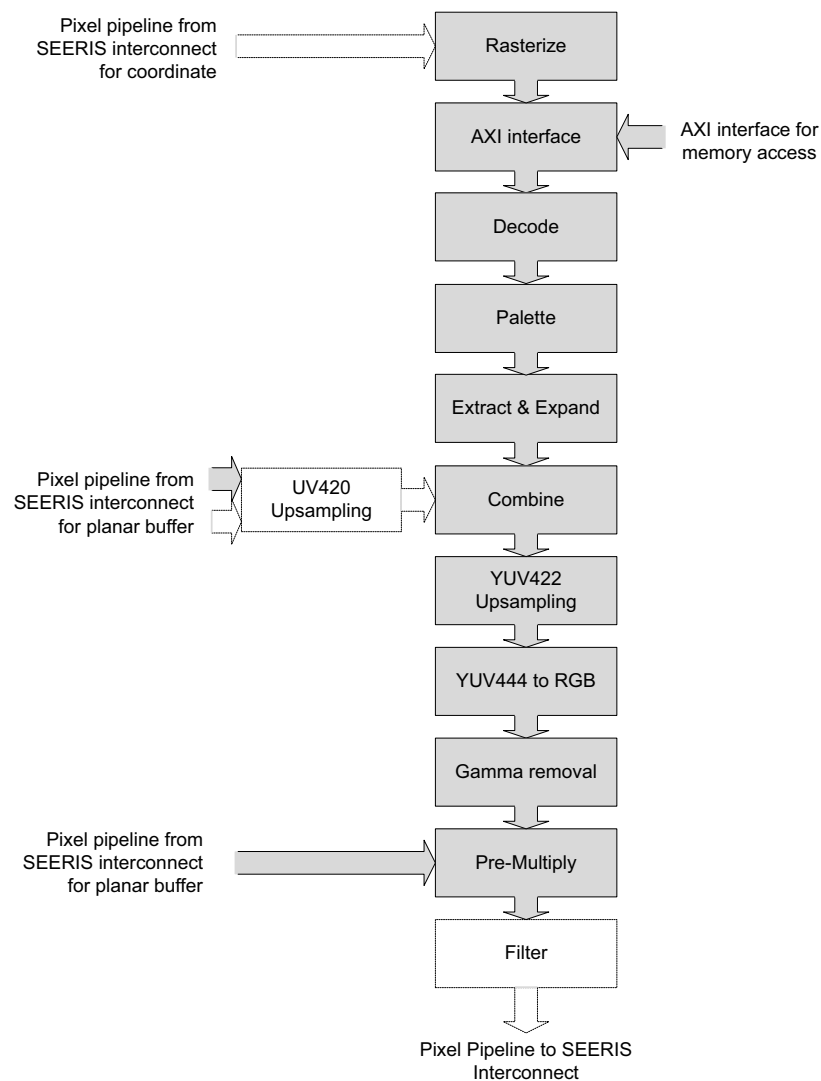 Pixel pipeline from
SEERIS interconnect
for coordinate
Rasterize
AXI interface
AXI interface for
memory access
Decode
Palette
Extract & Expand
Pixel pipeline from
SEERIS interconnect
for planar buffer
UV420
Upsampling
Combine
YUV422
Upsampling
YUV444 to RGB
Gamma removal
Pixel pipeline from
SEERIS interconnect
for planar buffer
Pre-Multiply
Filter
Pixel Pipeline to SEERIS
Interconnect